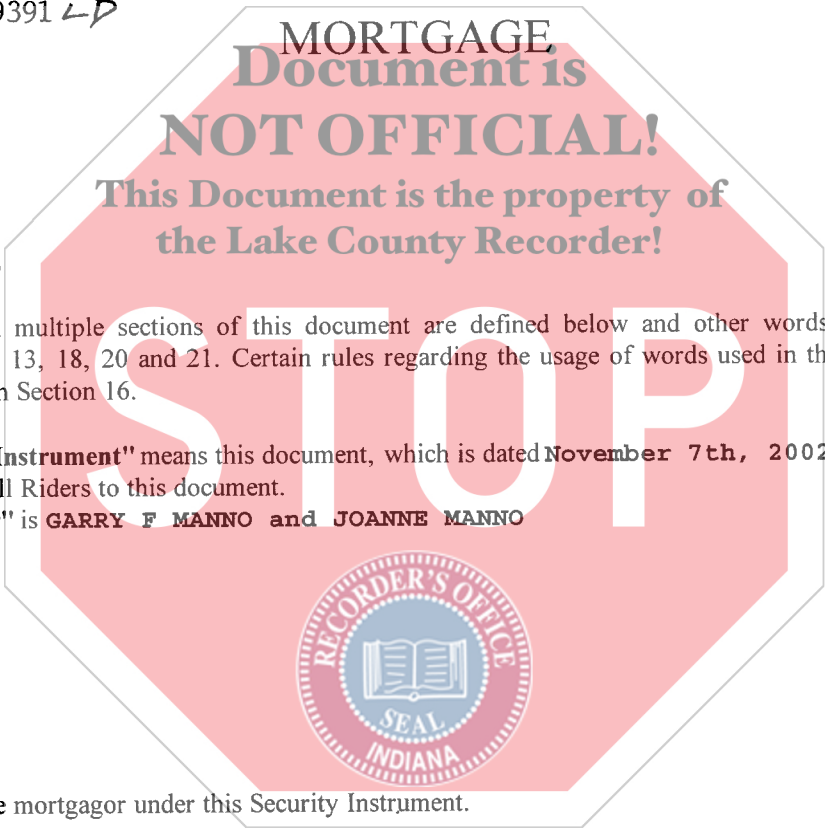 9391 LD
MORTGAGE
Document is
NOT OFFICIAL!
This Document is the property of
the Lake County Recorder!
multiple sections of this document are defined below and other words
13, 18, 20 and 21. Certain rules regarding the usage of words used in th
n Section 16.
Instrument" means this document, which is dated November 7th, 2002
ll Riders to this document.
" is GARRY F MANNO and JOANNE MANNO
STOP
RECORDER'S OFFICE
SEAL
INDIANA
e mortgagor under this Security Instrument.